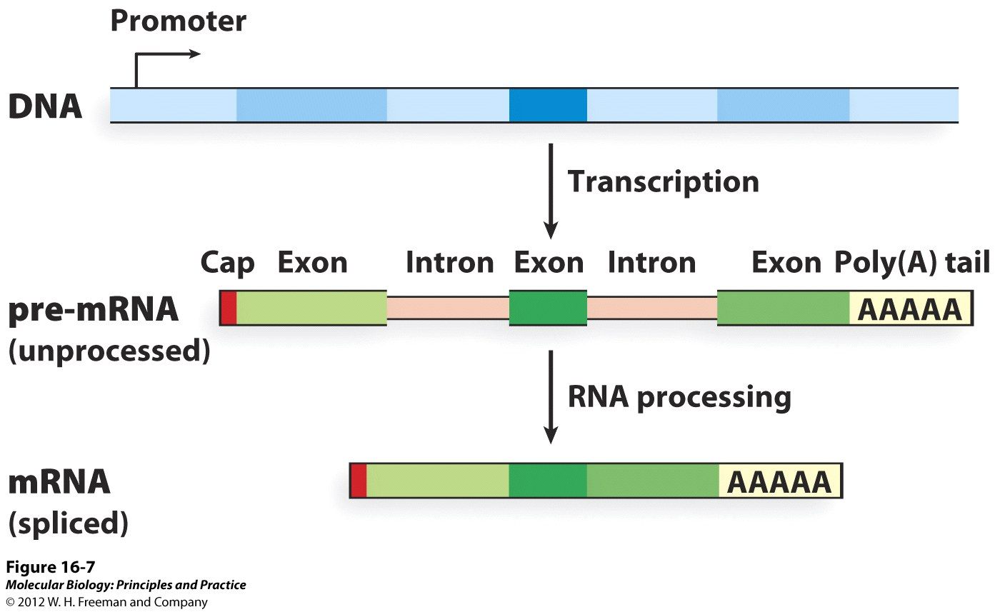 Promoter
DNA
Transcription
Cap Exon Intron Exon Intron Exon Poly(A) tail
pre-mRNA AAAAA
(unprocessed)
RNA processing
mRNA AAAAA
(spliced)
Figure 16-7
Molecular Biology: Principles and Practice
© 2012 W. H. Freeman and Company